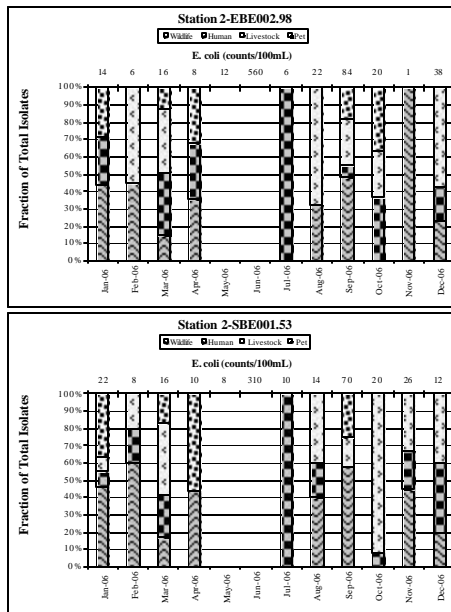 Station 2-EBE002.98
Wildlife Human Livestock Pet
E. coli (counts/100mL)
14 6 16 8 12 560 6 22 84 20 1 38
Fraction of Total Isolates
100%
90%
80%
70%
60%
50%
40%
30%
20%
10%
0%
Jan-06 Feb-06 Mar-06 Apr-06 May-06 Jun-06 Jul-06 Aug-06 Sep-06 Oct-06 Nov-06 Dec-06
Station 2-SBE001.53
Wildlife Human Livestock Pet
E. coli (counts/100mL)
22 8 16 10 8 310 10 14 70 20 26 12
Fraction of Total Isolates
100%
90%
80%
70%
60%
50%
40%
30%
20%
10%
0%
Jan-06 Feb-06 Mar-06 Apr-06 May-06 Jun-06 Jul-06 Aug-06 Sep-06 Oct-06 Nov-06 Dec-06